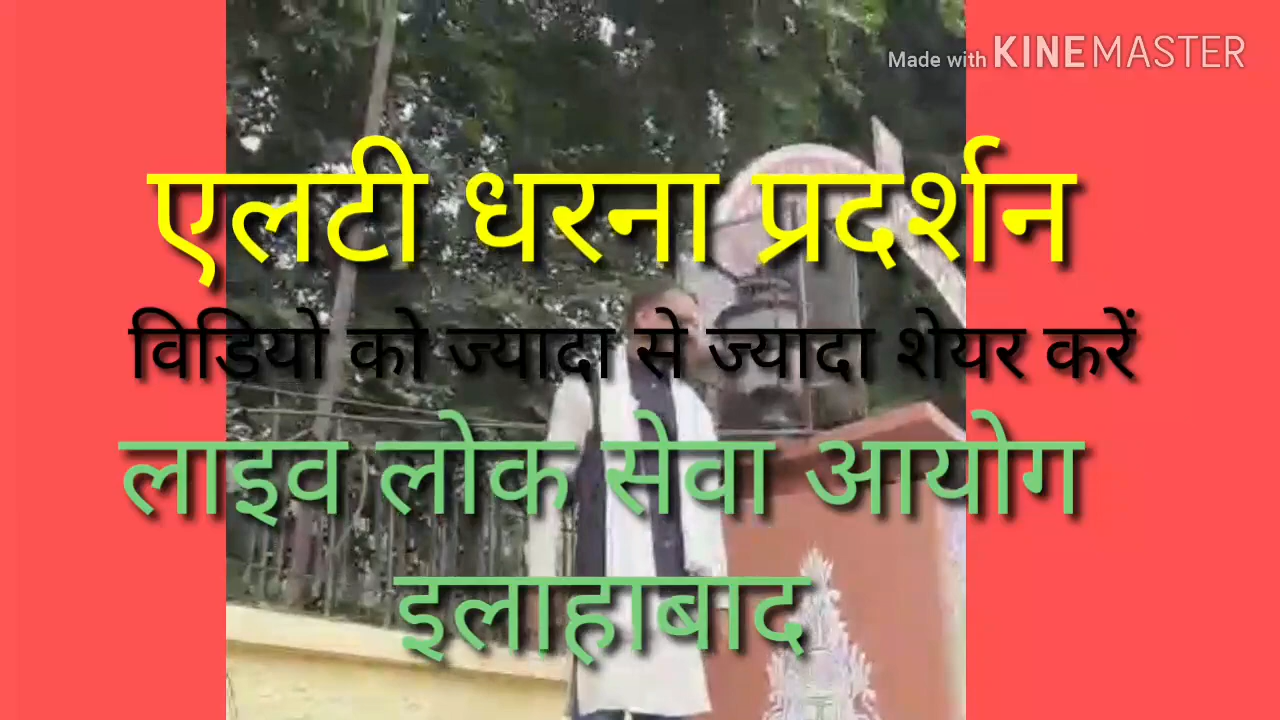 Made with KINEMASTER
एलटी धरना प्रदर्शन
विडियो को ज्यादा से ज्यादा शेयर करें
लाइव लोक सेवा आयोग
इलाहाबाद